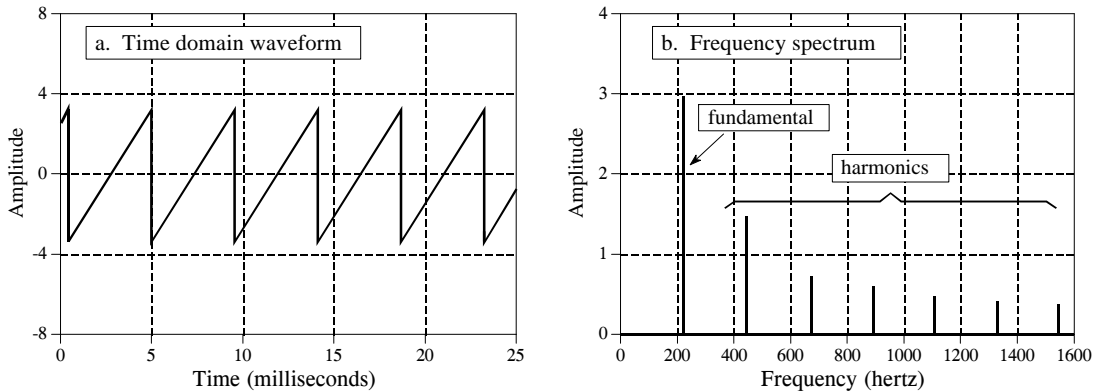 a.  Time domain waveform
Amplitude
8
4
0
-4
-8
0 5 10 15 20 25
Time (milliseconds)
b.  Frequency spectrum
fundamental
harmonics
Amplitude
4
3
2
1
0
0 200 400 600 800 1000 1200 1400 1600
Frequency (hertz)